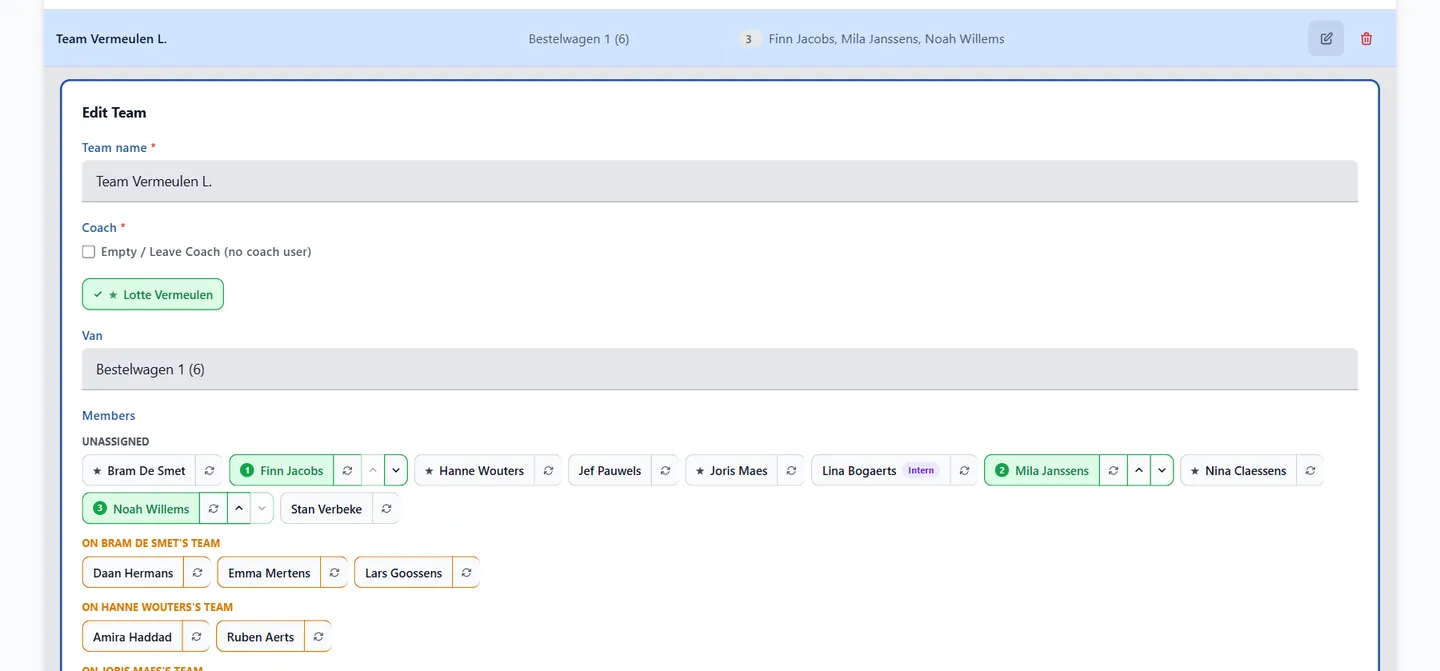 Team Vermeulen L. Bestelwagen 1 (6) 3 Finn Jacobs, Mila Janssens, Noah Willems
Edit Team
Team name *
Team Vermeulen L.
Coach *
Empty / Leave Coach (no coach user)
✓ ★ Lotte Vermeulen
Van
Bestelwagen 1 (6)
Members
UNASSIGNED
★ Bram De Smet 1 Finn Jacobs ★ Hanne Wouters Jef Pauwels ★ Joris Maes Lina Bogaerts Intern 2 Mila Janssens ★ Nina Claessens
3 Noah Willems Stan Verbeke
ON BRAM DE SMET'S TEAM
Daan Hermans Emma Mertens Lars Goossens
ON HANNE WOUTERS'S TEAM
Amira Haddad Ruben Aerts
ON JORIS MAES'S TEAM